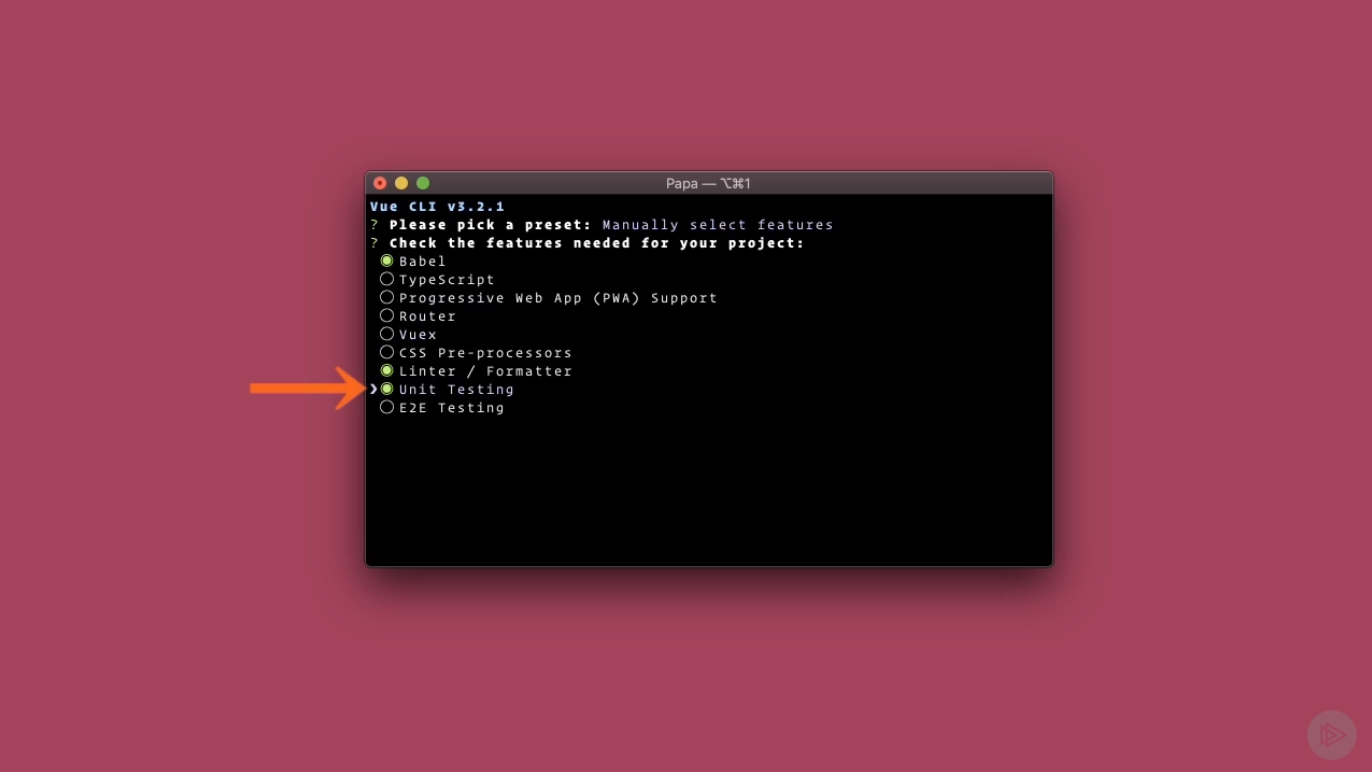 Papa — ⌥⌘1
Vue CLI v3.2.1
? Please pick a preset: Manually select features
? Check the features needed for your project:
◉ Babel
◯ TypeScript
◯ Progressive Web App (PWA) Support
◯ Router
◯ Vuex
◯ CSS Pre-processors
◉ Linter / Formatter
❯◉ Unit Testing
◯ E2E Testing